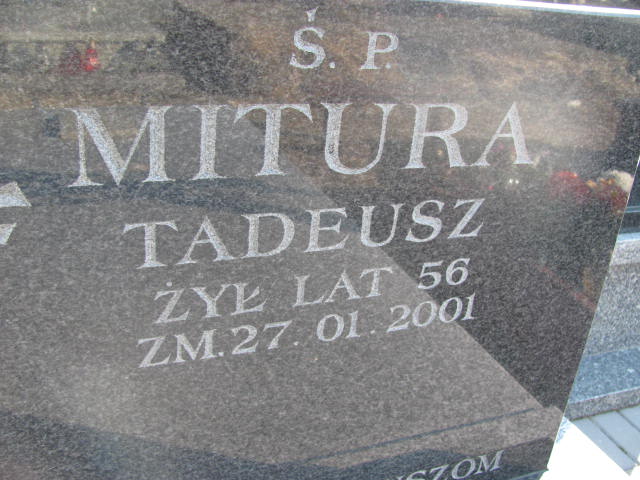 Ś. P.
MITURA
TADEUSZ
ŻYŁ LAT 56
ZM. 27. 01. 2001